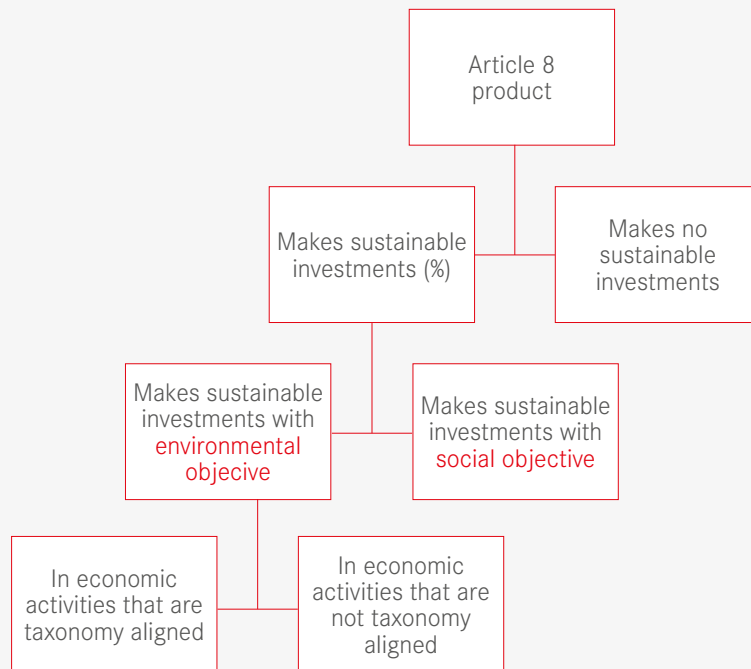 Article 8
product
Makes sustainable
investments (%)
Makes no
sustainable
investments
Makes sustainable
investments with
environmental
objecive
Makes sustainable
investments with
social objective
In economic
activities that are
taxonomy aligned
In economic
activities that are
not taxonomy
aligned